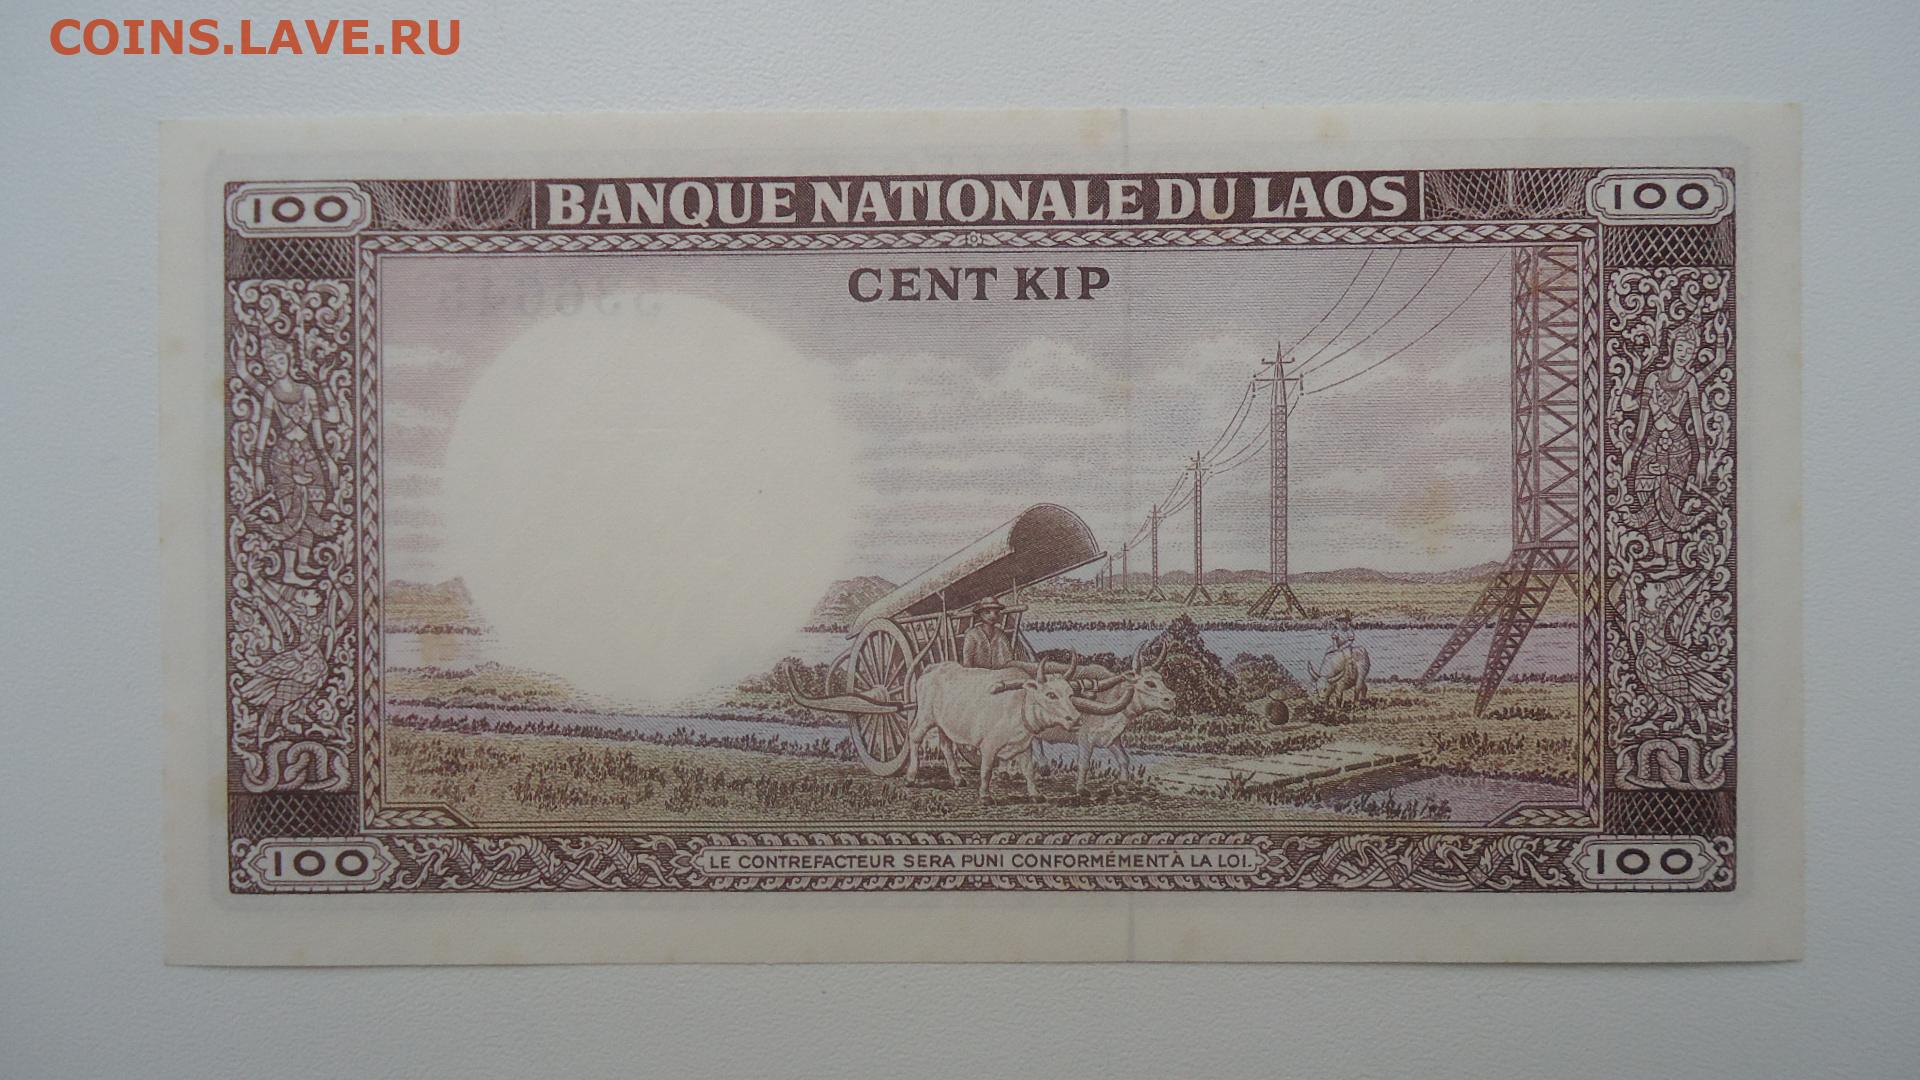 COINS.LAVE.RU
100 BANQUE NATIONALE DU LAOS 100
CENT KIP
LE CONTREFACTEUR SERA PUNI CONFORMÉMENT À LA LOI.
100 100